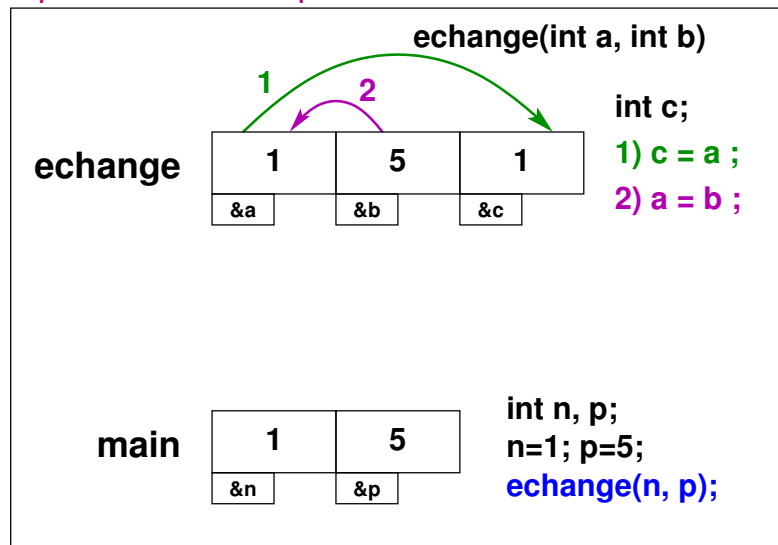 echange(int a, int b)
1
2
int c;
echange
1 5 1
1) c = a ;
&a &b &c
2) a = b ;
int n, p;
main
1 5
n=1; p=5;
&n &p
echange(n, p);